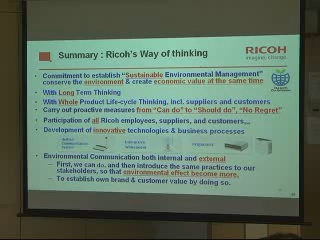 Summary : Ricoh's Way of thinking
RICOH
Commitment to establish "Sustainable Environmental Management"
conserve the environment & create economic value at the same time
With Long Term Thinking
With Whole Product Life-cycle Thinking, incl. suppliers and customers
Carry out proactive measures from "Can do" to "Should do", "No Regret"
Participation of all Ricoh employees, suppliers, and customers,,,,
Development of innovative technologies & business processes
Environmental Communication both internal and external
– First, we can do, and then introduce the same practices to our
stakeholders, so that environmental effect become more.
– To establish own brand & customer value by doing so.